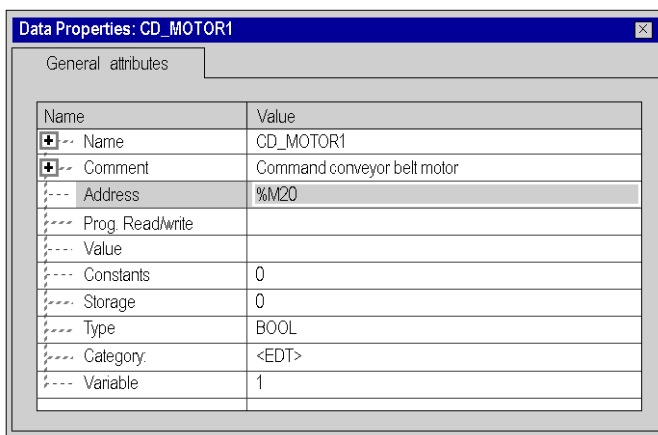 Data Properties: CD_MOTOR1
General attributes
Name Value
Name CD_MOTOR1
Comment Command conveyor belt motor
Address %M20
Prog. Read/write
Value
Constants 0
Storage 0
Type BOOL
Category: <EDT>
Variable 1